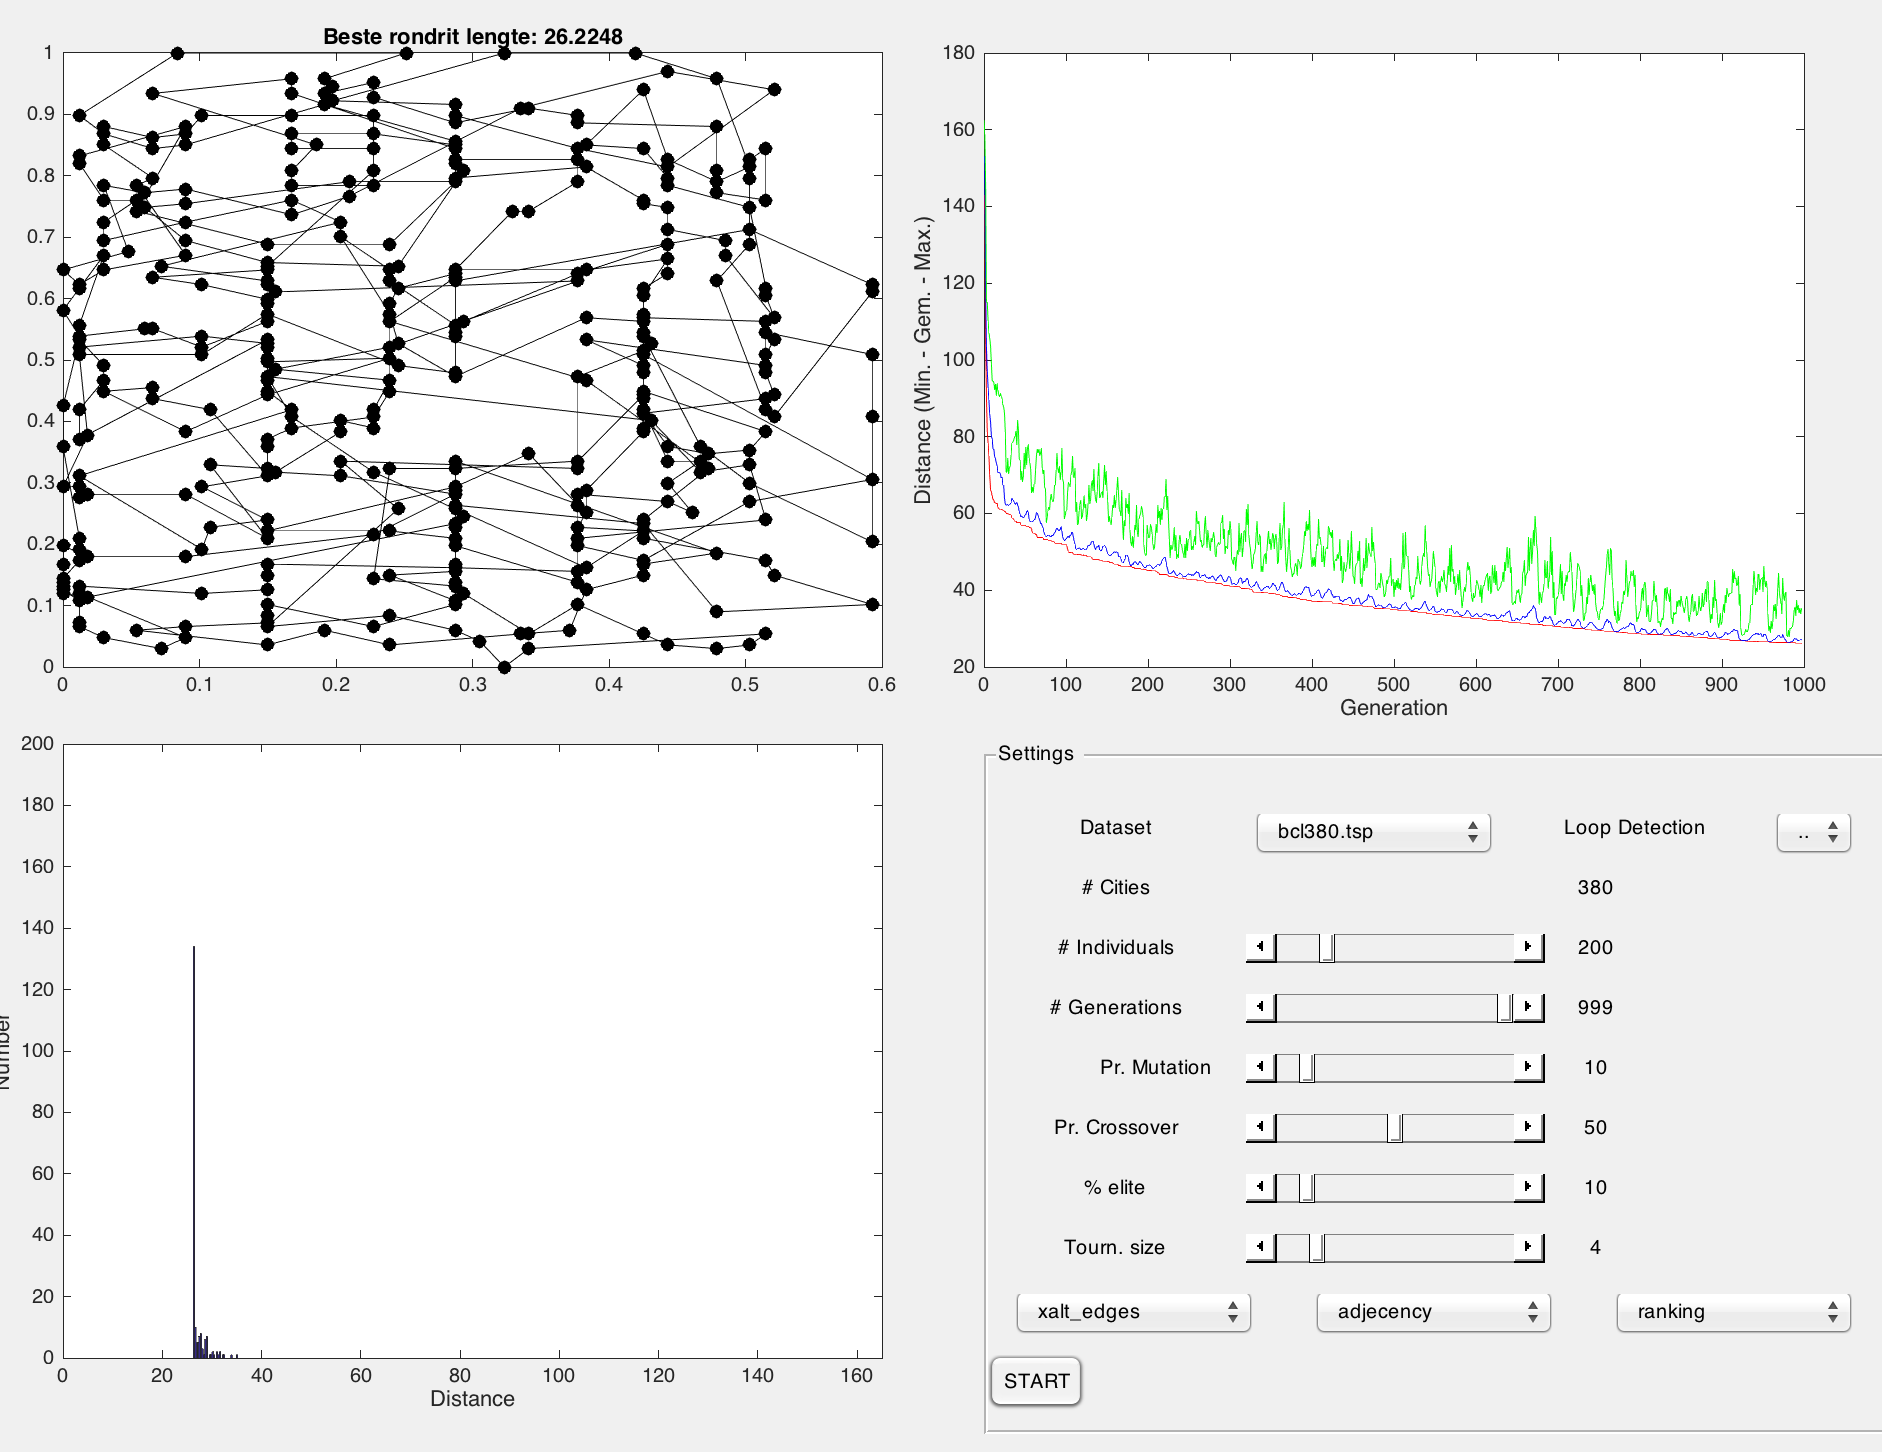 Beste rondrit lengte: 26.2248
1
0.9
0.8
0.7
0.6
0.5
0.4
0.3
0.2
0.1
0
0 0.1 0.2 0.3 0.4 0.5 0.6
180
160
140
120
100
80
60
40
20
Distance (Min. - Gem. - Max.)
0 100 200 300 400 500 600 700 800 900 1000
Generation
200
180
160
140
120
100
80
60
40
20
0
Number
0 20 40 60 80 100 120 140 160
Distance
Settings
Dataset bcl380.tsp Loop Detection ..
# Cities 380
# Individuals 200
# Generations 999
Pr. Mutation 10
Pr. Crossover 50
% elite 10
Tourn. size 4
xalt_edges adjecency ranking
START